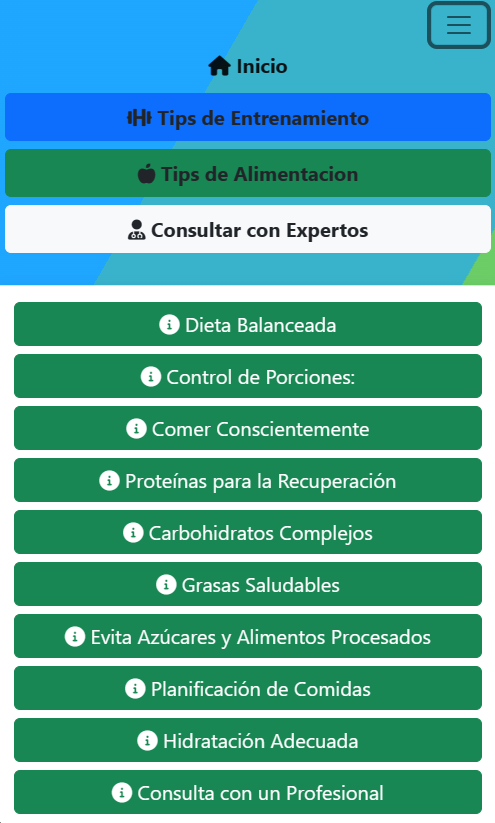 Inicio
Tips de Entrenamiento
Tips de Alimentacion
Consultar con Expertos
Dieta Balanceada
Control de Porciones:
Comer Conscientemente
Proteínas para la Recuperación
Carbohidratos Complejos
Grasas Saludables
Evita Azúcares y Alimentos Procesados
Planificación de Comidas
Hidratación Adecuada
Consulta con un Profesional